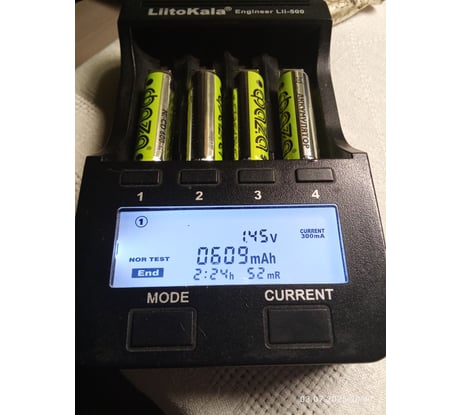 LiitoKala® Engineer Lii-500
1 2 3 4
1
1.45V
CURRENT
300mA
NOR TEST
0609mAh
End
2:24h 52mR
MODE CURRENT